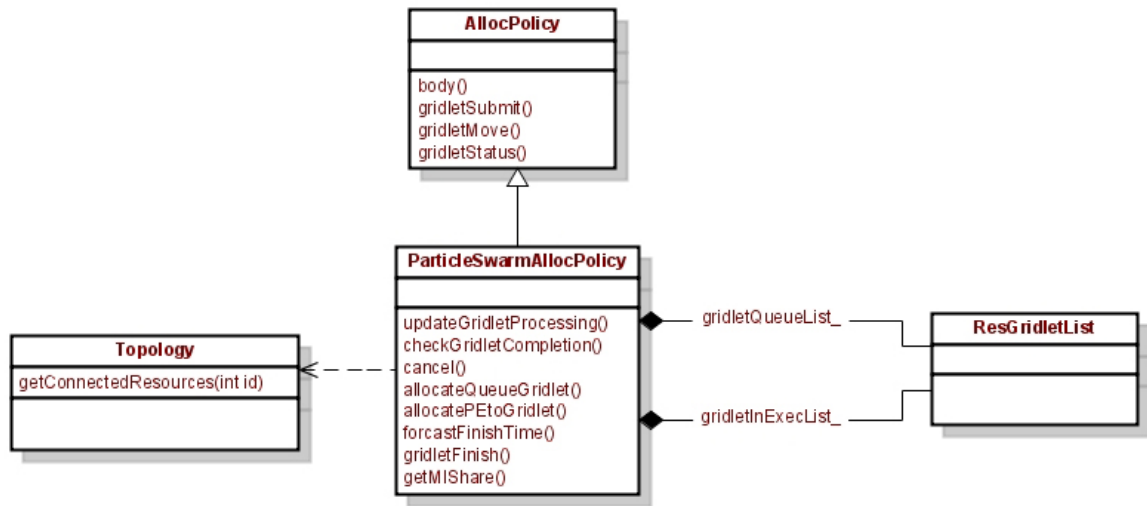 AllocPolicy
body()
gridletSubmit()
gridletMove()
gridletStatus()
ParticleSwarmAllocPolicy
updateGridletProcessing()
checkGridletCompletion()
cancel()
allocateQueueGridlet()
allocatePEtoGridlet()
forcastFinishTime()
gridletFinish()
getMIShare()
Topology
getConnectedResources(int id)
gridletQueueList_
gridletInExecList_
ResGridletList